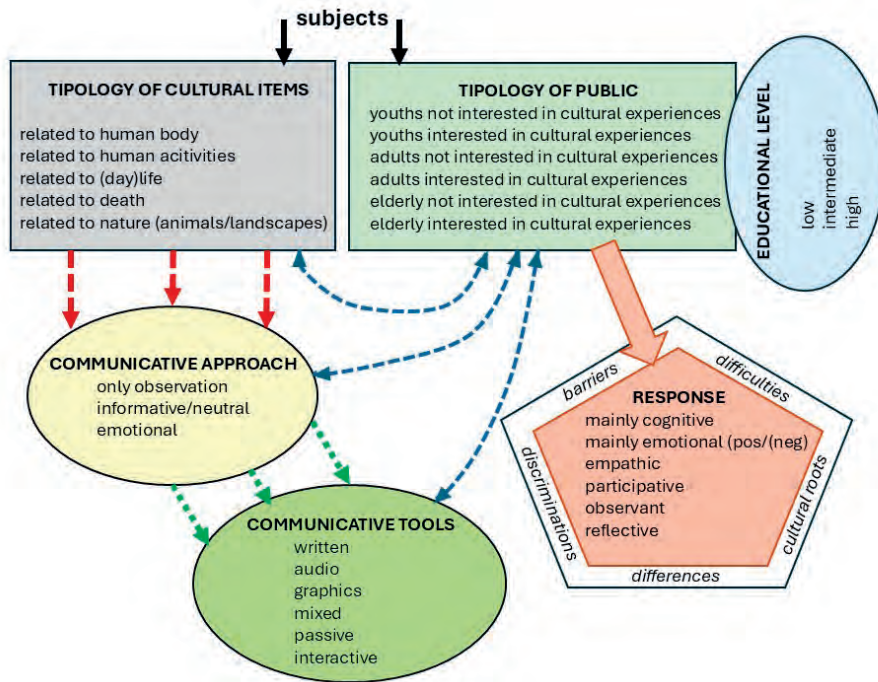 subjects
TIPOLOGY OF CULTURAL ITEMS
related to human body
related to human acitivities
related to (day)life
related to death
related to nature (animals/landscapes)
TIPOLOGY OF PUBLIC
youths not interested in cultural experiences
youths interested in cultural experiences
adults not interested in cultural experiences
adults interested in cultural experiences
elderly not interested in cultural experiences
elderly interested in cultural experiences
EDUCATIONAL LEVEL
low
intermediate
high
COMMUNICATIVE APPROACH
only observation
informative/neutral
emotional
COMMUNICATIVE TOOLS
written
audio
graphics
mixed
passive
interactive
barriers
difficulties
RESPONSE
mainly cognitive
mainly emotional (pos/(neg)
empathic
participative
observant
reflective
discriminations
cultural roots
differences